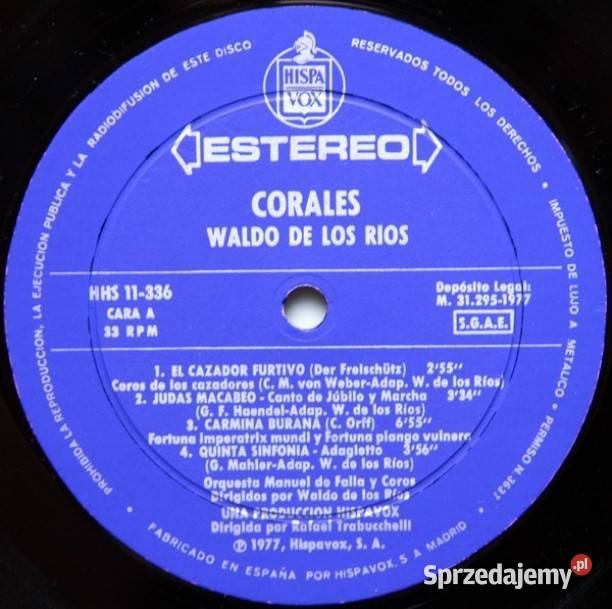 PROHIBIDA LA REPRODUCCION, LA EJECUCION PUBLICA Y LA RADIODIFUSION DE ESTE DISCO
RESERVADOS TODOS LOS DERECHOS • IMPUESTO DE LUJO A METALICO • PERMISO N. 2631
HISPA
VOX
ESTEREO
CORALES
WALDO DE LOS RIOS
HHS 11-336
CARA A
33 RPM
Depósito Legal:
M. 31.295-1977
S.G.A.E.
1. EL CAZADOR FURTIVO (Der Freischütz) 2'55''
Coros de los cazadores (C. M. von Weber-Adap. W. de los Ríos)
2. JUDAS MACABEO - Canto de Júbilo y Marcha 3'34''
(G. F. Haendel-Adap. W. de los Ríos)
3. CARMINA BURANA (C. Orff) 6'55''
Fortuna Imperatrix mundi y Fortuna plango vulnera
4. QUINTA SINFONIA - Adagietto 3'56''
(G. Mahler-Adap. W. de los Ríos)
Orquesta Manuel de Falla y Coros
Dirigidos por Waldo de los Ríos
UNA PRODUCCION HISPAVOX
Dirigida por Rafael Trabucchelli
℗ 1977, Hispavox, S. A.
• FABRICADO EN ESPAÑA POR HISPAVOX, S A MADRID •
Sprzedajemy.pl